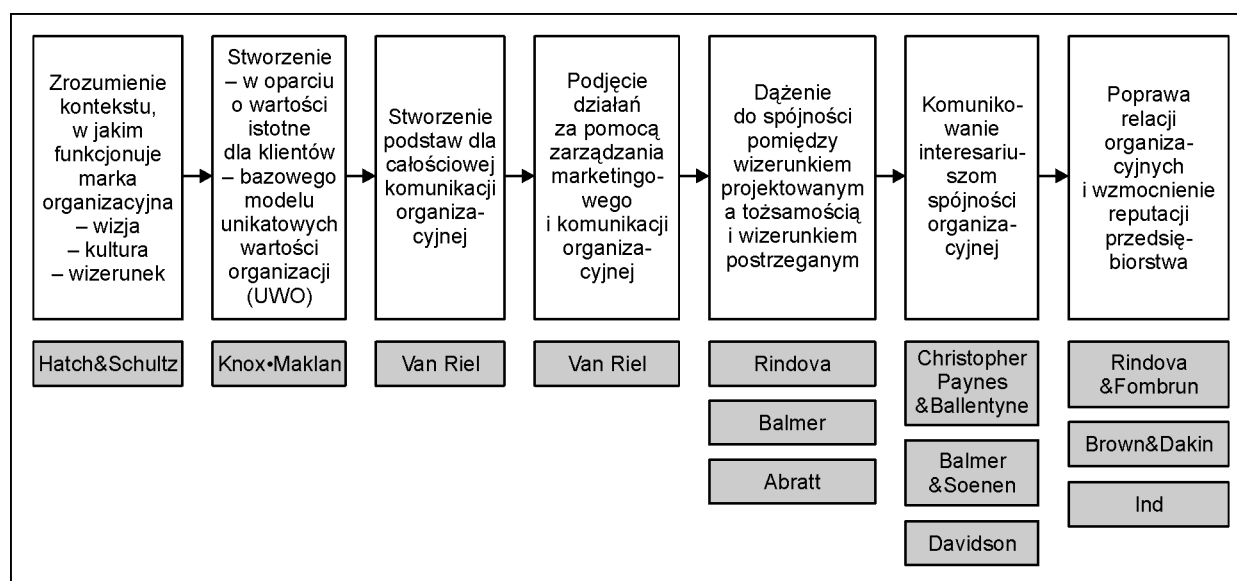 Zrozumienie
kontekstu,
w jakim
funkcjonuje
marka
organizacyjna
– wizja
– kultura
– wizerunek
Stworzenie
– w oparciu
o wartości
istotne
dla klientów
– bazowego
modelu
unikatowych
wartości
organizacji
(UWO)
Stworzenie
podstaw dla
całościowej
komunikacji
organiza-
cyjnej
Podjęcie
działań
za pomocą
zarządzania
marketingo-
wego
i komunikacji
organiza-
cyjnej
Dążenie
do spójności
pomiędzy
wizerunkiem
projektowanym
a tożsamością
i wizerunkiem
postrzeganym
Komuniko-
wanie
interesariu-
szom
spójności
organiza-
cyjnej
Poprawa
relacji
organiza-
cyjnych
i wzmocnienie
reputacji
przedsię-
biorstwa
Hatch&Schultz
Knox•Maklan
Van Riel
Van Riel
Rindova
Balmer
Abratt
Christopher
Paynes
&Ballentyne
Balmer
&Soenen
Davidson
Rindova
&Fombrun
Brown&Dakin
Ind